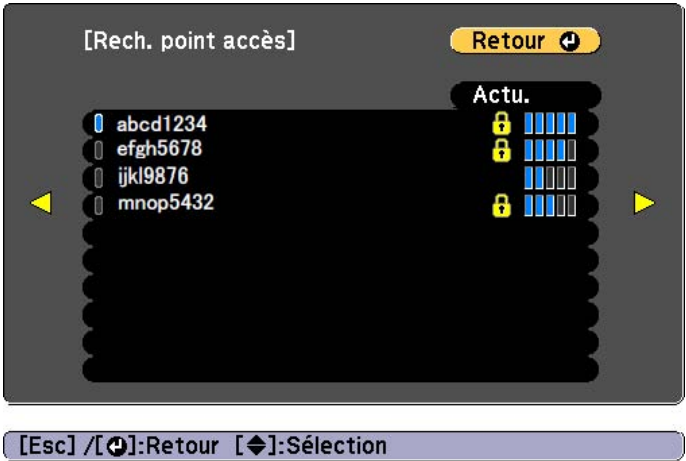 [Rech. point accès]
Retour
Actu.
abcd1234
efgh5678
ijkl9876
mnop5432
[Esc] /[⏎]:Retour [◆]:Sélection